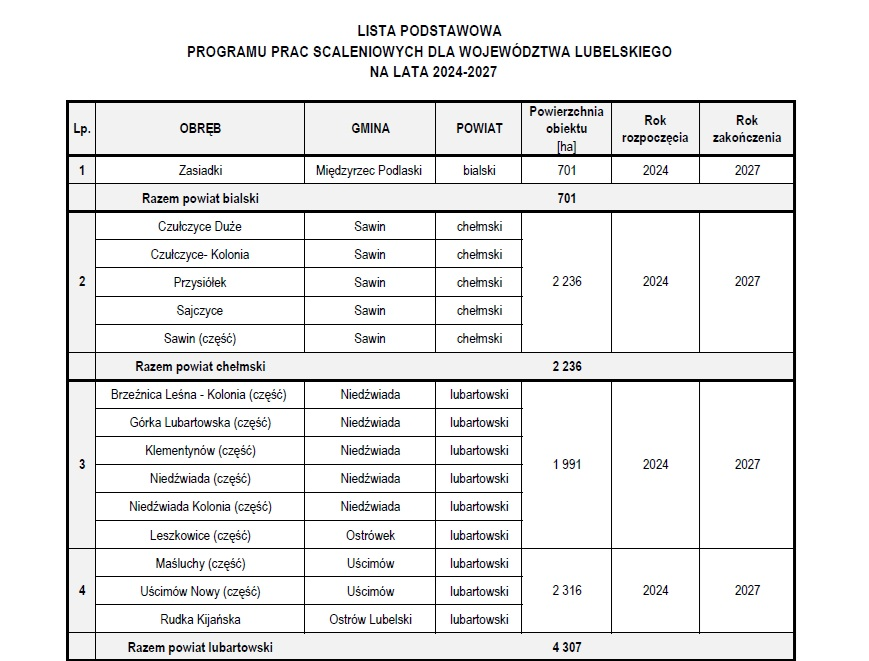 LISTA PODSTAWOWA
PROGRAMU PRAC SCALENIOWYCH DLA WOJEWÓDZTWA LUBELSKIEGO
NA LATA 2024-2027
Lp. OBRĘB GMINA POWIAT Powierzchnia obiektu [ha] Rok rozpoczęcia Rok zakończenia
1 Zasiadki Międzyrzec Podlaski bialski 701 2024 2027
Razem powiat bialski 701
Czułczyce Duże Sawin chełmski
Czułczyce- Kolonia Sawin chełmski
2 Przysiółek Sawin chełmski 2 236 2024 2027
Sajczyce Sawin chełmski
Sawin (część) Sawin chełmski
Razem powiat chełmski 2 236
Brzeźnica Leśna - Kolonia (część) Niedźwiada lubartowski
Górka Lubartowska (część) Niedźwiada lubartowski
Klementynów (część) Niedźwiada lubartowski
3 1 991 2024 2027
Niedźwiada (część) Niedźwiada lubartowski
Niedźwiada Kolonia (część) Niedźwiada lubartowski
Leszkowice (część) Ostrówek lubartowski
Maśluchy (część) Uścimów lubartowski
4 Uścimów Nowy (część) Uścimów lubartowski 2 316 2024 2027
Rudka Kijańska Ostrów Lubelski lubartowski
Razem powiat lubartowski 4 307